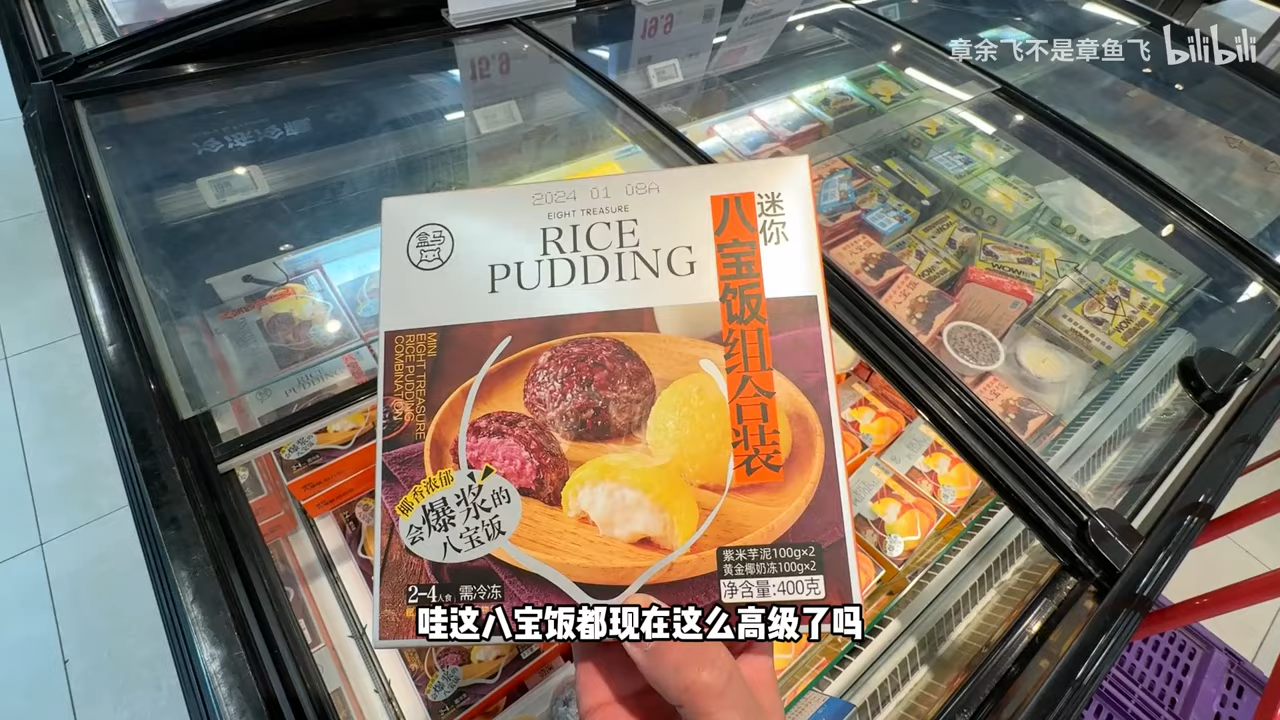 章余飞不是章鱼飞 bilibili
2024 01 08A
盒马
EIGHT TREASURE
RICE
PUDDING
迷你
八宝饭组合装
MINI
EIGHT TREASURE
RICE PUDDING
COMBINATION
椰香浓郁
会爆浆的
八宝饭
紫米芋泥100g×2
黄金椰奶冻100g×2
净含量:400克
2-4人食 需冷冻
哇这八宝饭都现在这么高级了吗